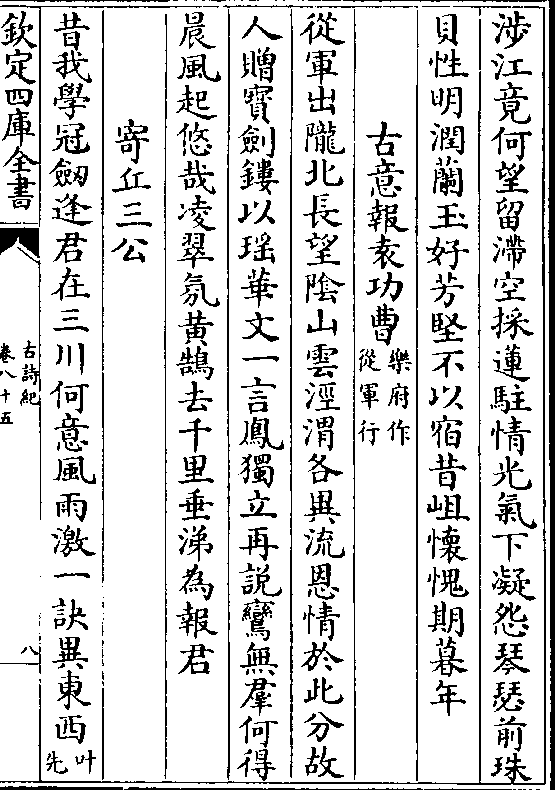 涉江竟何望留滯空採蓮駐情光氣下凝怨琴瑟前珠
貝性明潤蘭玉好芳堅不以宿昔岨懷愧期暮年
古意報袁功曹樂府作從軍行
從軍出隴北長望陰山雲涇渭各異流恩情於此分故
人贈寶劍鏤以瑶華文一言鳳獨立再說鸞無羣何得
晨風起悠哉凌翠氛黃鵠去千里垂涕為報君
寄丘三公
昔我學冠劔逢君在三川何意風雨激一訣異東西叶先
欽定四庫全書
古詩紀
卷八十五
八